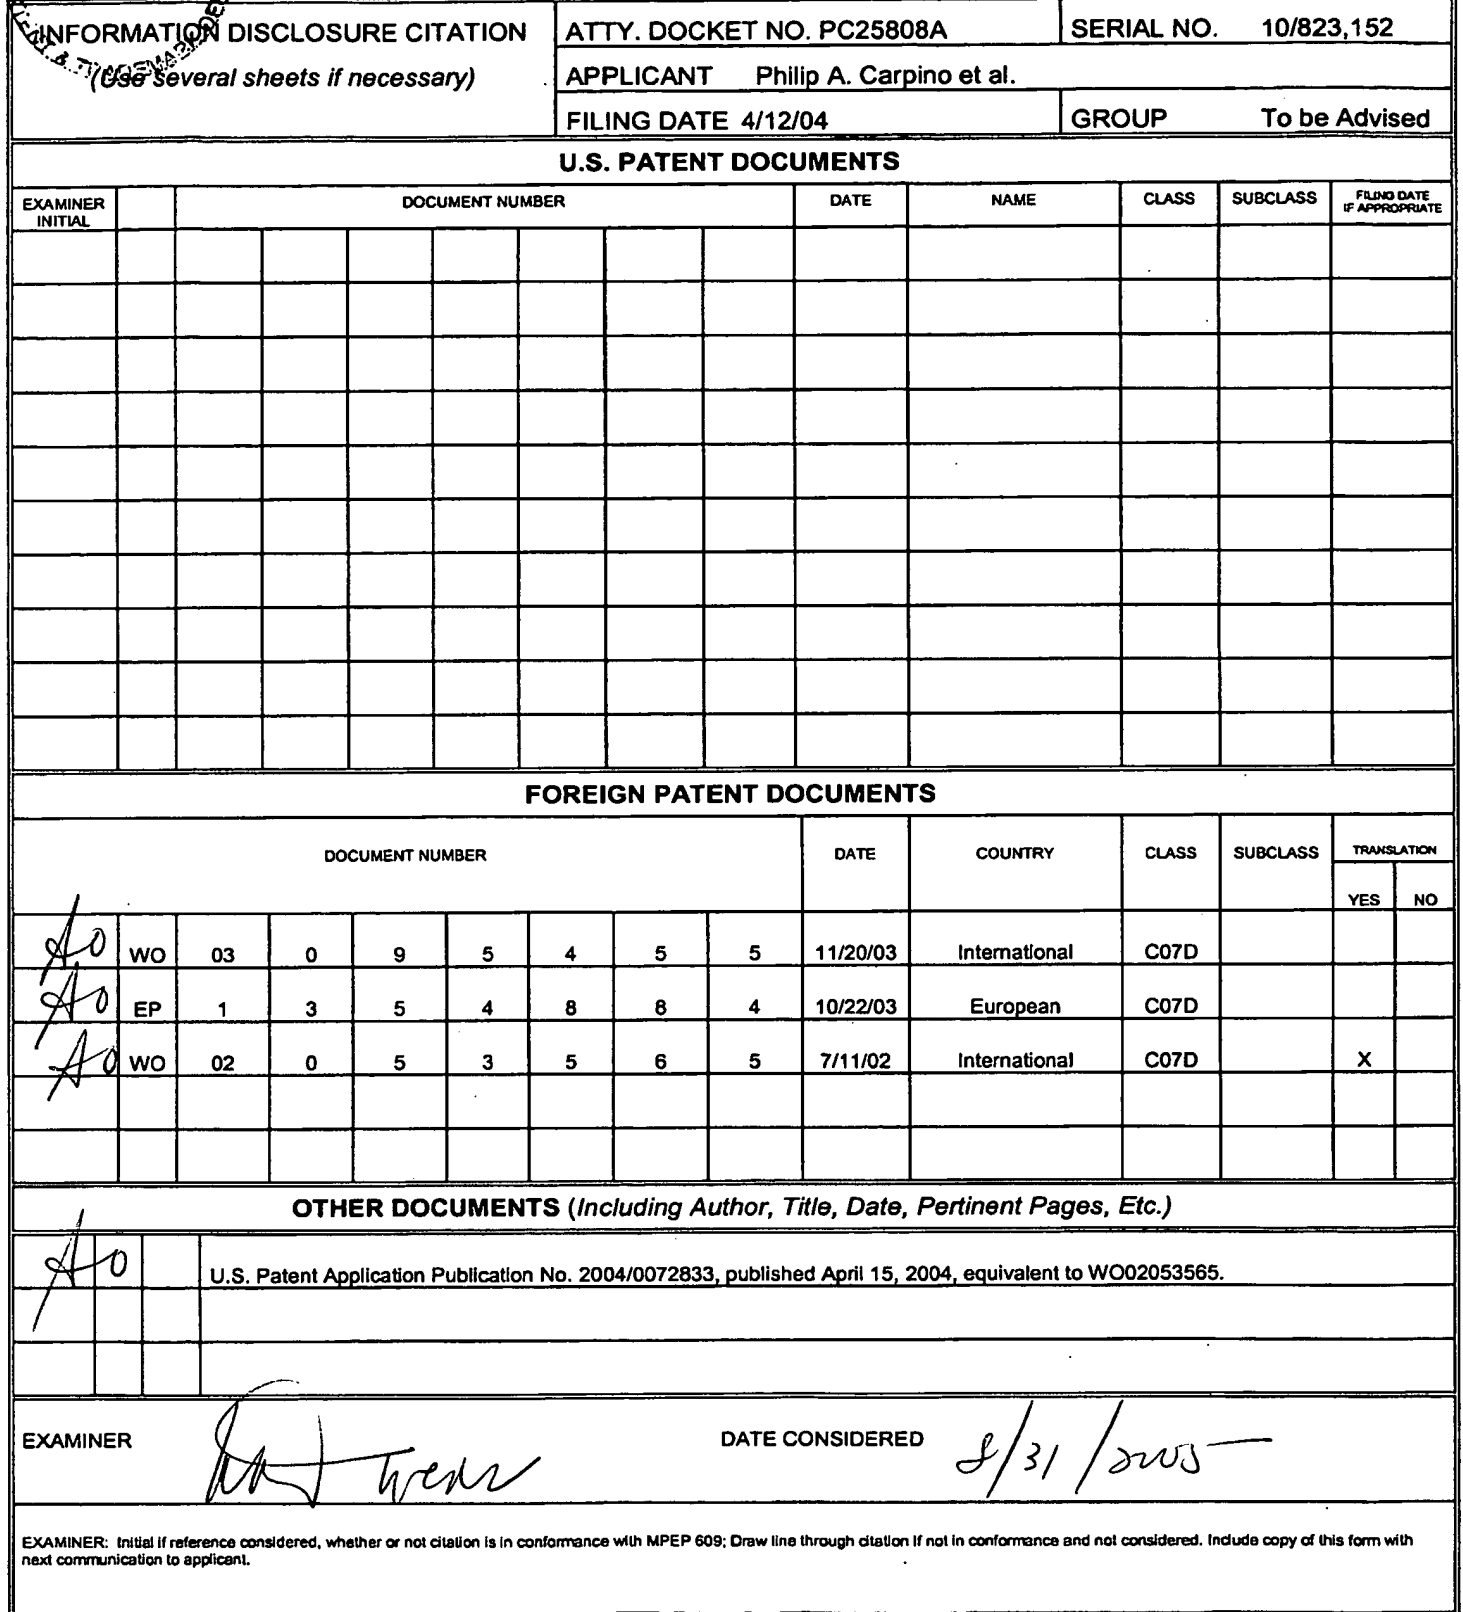 INFORMATION DISCLOSURE CITATION
(Use several sheets if necessary)
ATTY. DOCKET NO. PC25808A
SERIAL NO. 10/823,152
APPLICANT Philip A. Carpino et al.
FILING DATE 4/12/04
GROUP To be Advised
U.S. PATENT DOCUMENTS
EXAMINER INITIAL DOCUMENT NUMBER DATE NAME CLASS SUBCLASS FILING DATE IF APPROPRIATE
FOREIGN PATENT DOCUMENTS
DOCUMENT NUMBER DATE COUNTRY CLASS SUBCLASS TRANSLATION
YES NO
AO WO 03 0 9 5 4 5 5 11/20/03 International C07D
AO EP 1 3 5 4 8 8 4 10/22/03 European C07D
AO WO 02 0 5 3 5 6 5 7/11/02 International C07D X
OTHER DOCUMENTS (Including Author, Title, Date, Pertinent Pages, Etc.)
AO U.S. Patent Application Publication No. 2004/0072833, published April 15, 2004, equivalent to WO02053565.
EXAMINER
DATE CONSIDERED 8/31/2005
EXAMINER: Initial if reference considered, whether or not citation is in conformance with MPEP 609; Draw line through citation if not in conformance and not considered. Include copy of this form with
next communication to applicant.